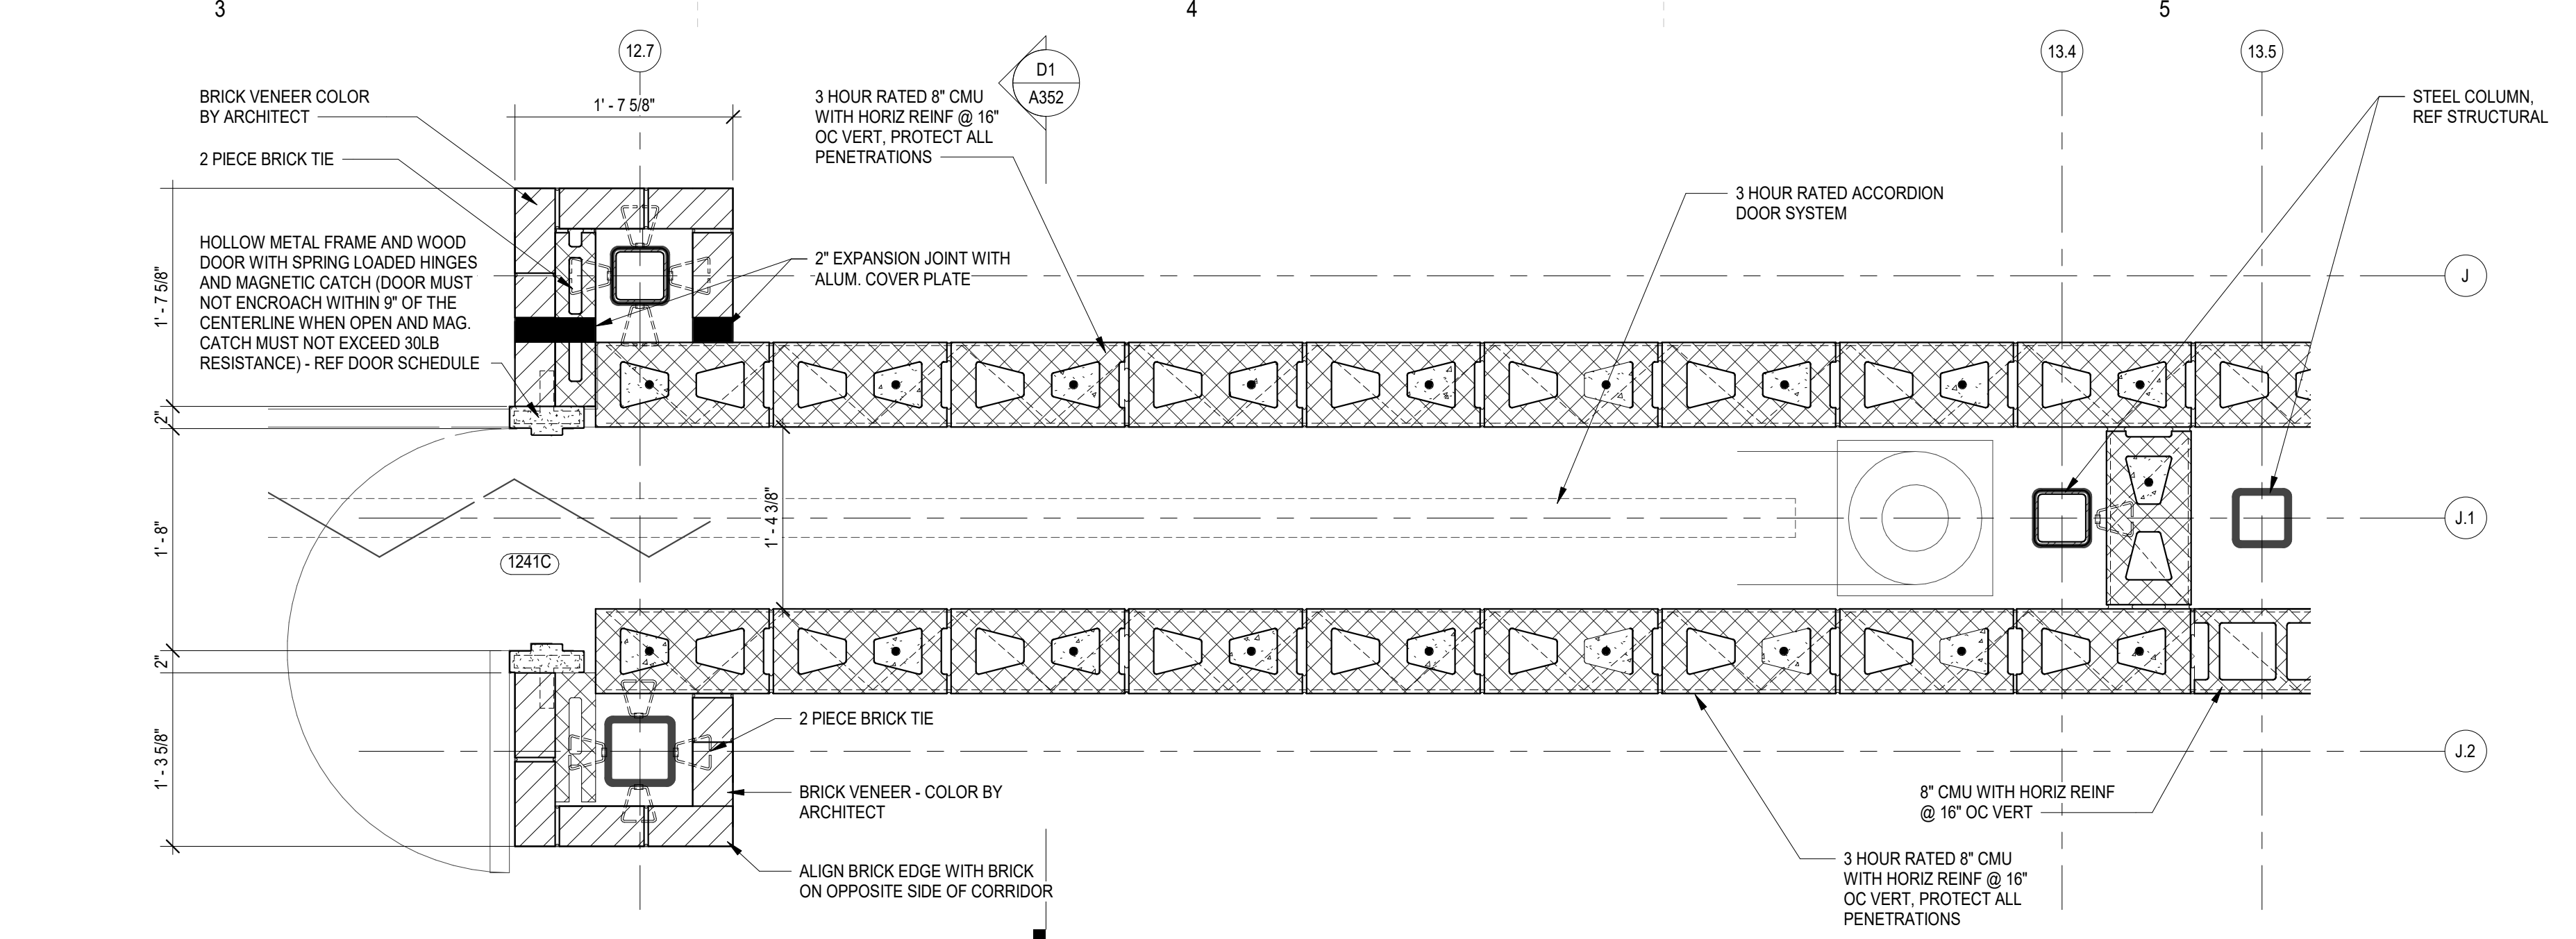 3
4
5
12.7
D1
A352
13.4
13.5
BRICK VENEER COLOR
BY ARCHITECT
2 PIECE BRICK TIE
1' - 7 5/8"
3 HOUR RATED 8" CMU
WITH HORIZ REINF @ 16"
OC VERT, PROTECT ALL
PENETRATIONS
STEEL COLUMN,
REF STRUCTURAL
3 HOUR RATED ACCORDION
DOOR SYSTEM
HOLLOW METAL FRAME AND WOOD
DOOR WITH SPRING LOADED HINGES
AND MAGNETIC CATCH (DOOR MUST
NOT ENCROACH WITHIN 9" OF THE
CENTERLINE WHEN OPEN AND MAG.
CATCH MUST NOT EXCEED 30LB
RESISTANCE) - REF DOOR SCHEDULE
2" EXPANSION JOINT WITH
ALUM. COVER PLATE
J
1' - 7 5/8"
2"
1' - 8"
2"
1' - 3 5/8"
1' - 4 3/8"
J.1
1241C
2 PIECE BRICK TIE
J.2
BRICK VENEER - COLOR BY
ARCHITECT
8" CMU WITH HORIZ REINF
@ 16" OC VERT
ALIGN BRICK EDGE WITH BRICK
ON OPPOSITE SIDE OF CORRIDOR
3 HOUR RATED 8" CMU
WITH HORIZ REINF @ 16"
OC VERT, PROTECT ALL
PENETRATIONS